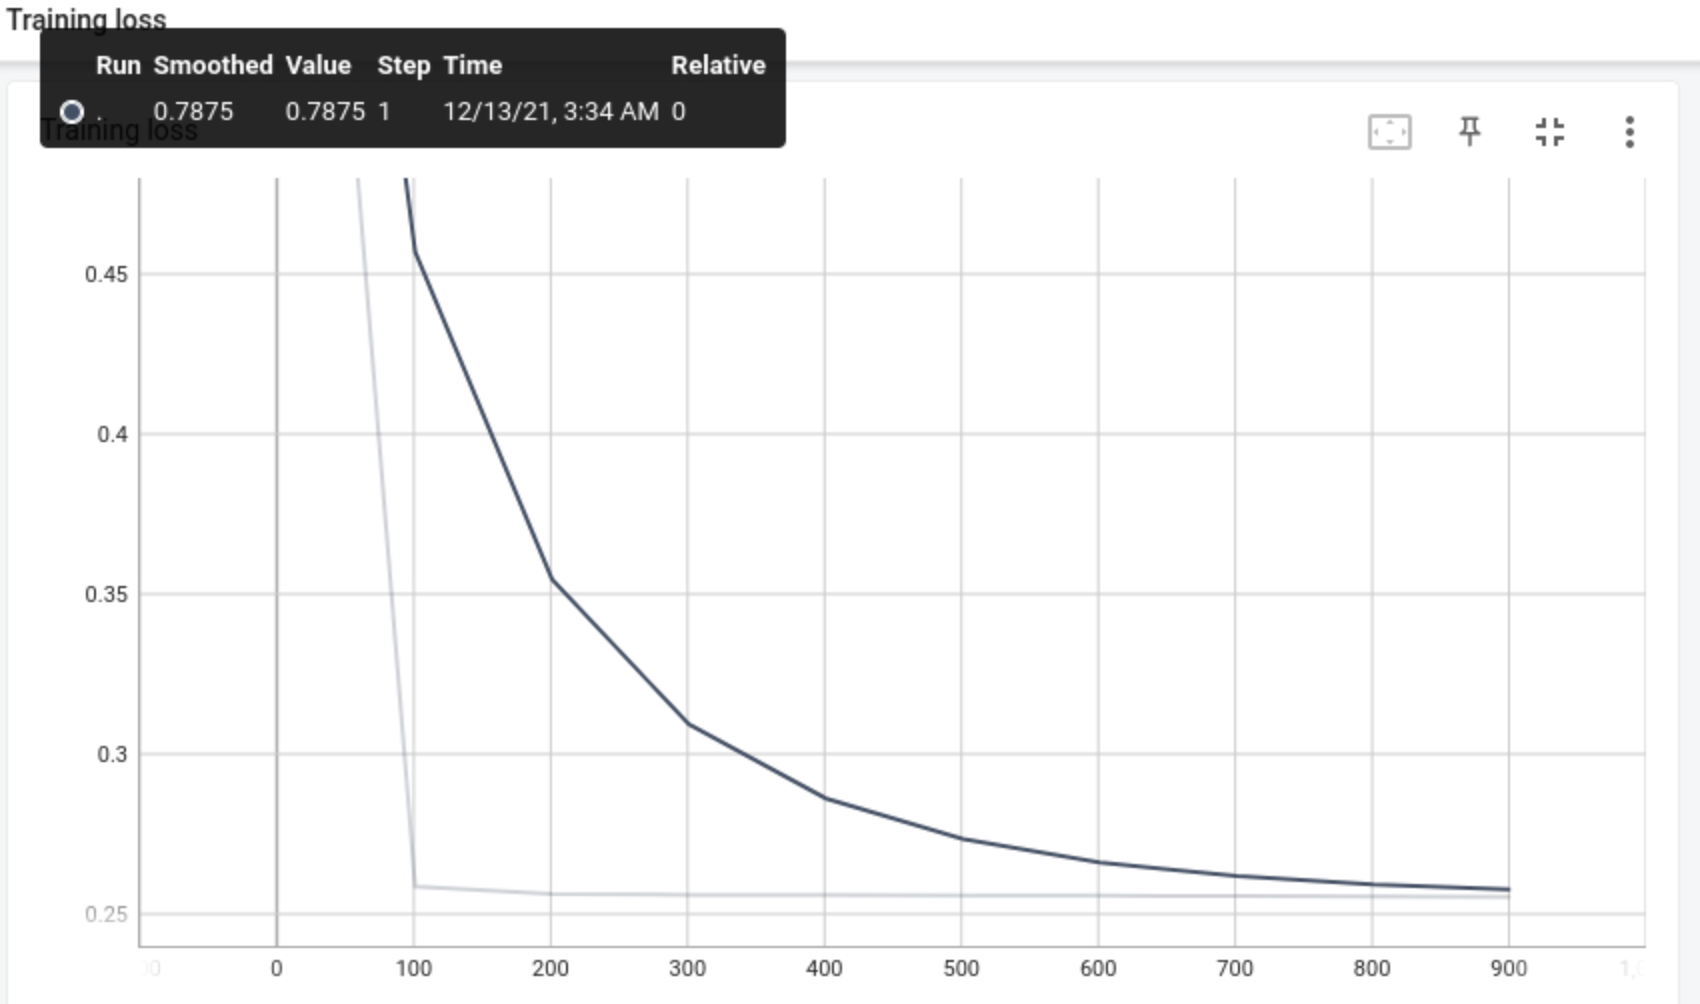 Training loss
Run Smoothed Value Step Time Relative
. 0.7875 0.7875 1 12/13/21, 3:34 AM 0
Training loss
0.45
0.4
0.35
0.3
0.25
0 100 200 300 400 500 600 700 800 900